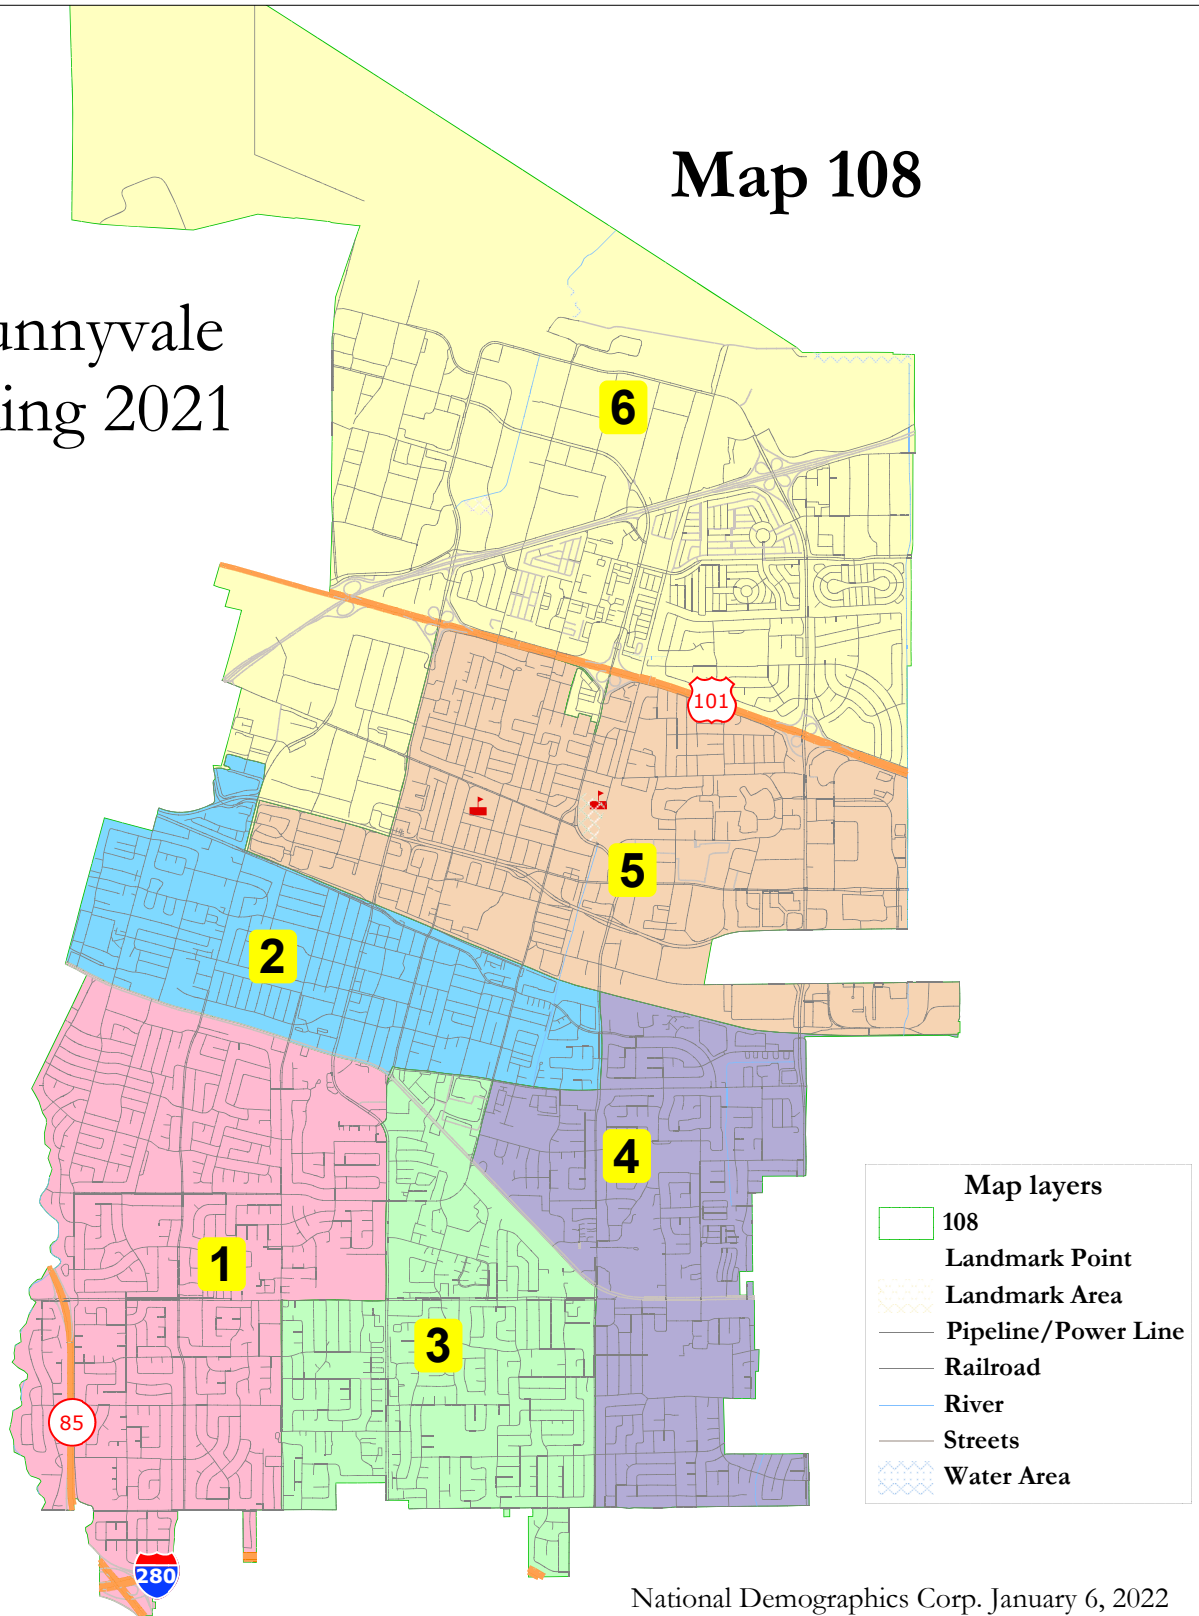 Map 108
unnyvale
ing 2021
6
101
5
2
4
1
3
85
280
Map layers
108
Landmark Point
Landmark Area
Pipeline/Power Line
Railroad
River
Streets
Water Area
National Demographics Corp. January 6, 2022